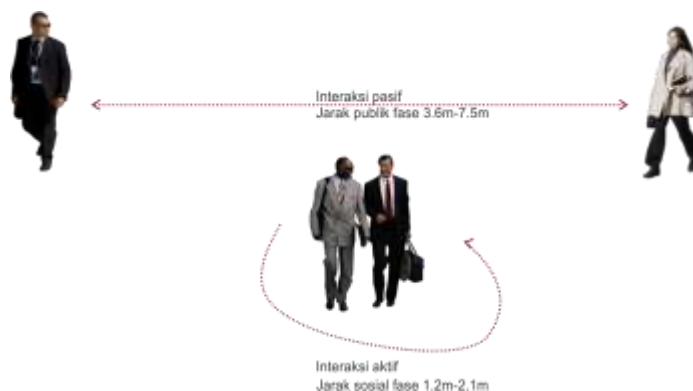 Interaksi pasif
Jarak publik fase 3.6m-7.5m
Interaksi aktif
Jarak sosial fase 1.2m-2.1m